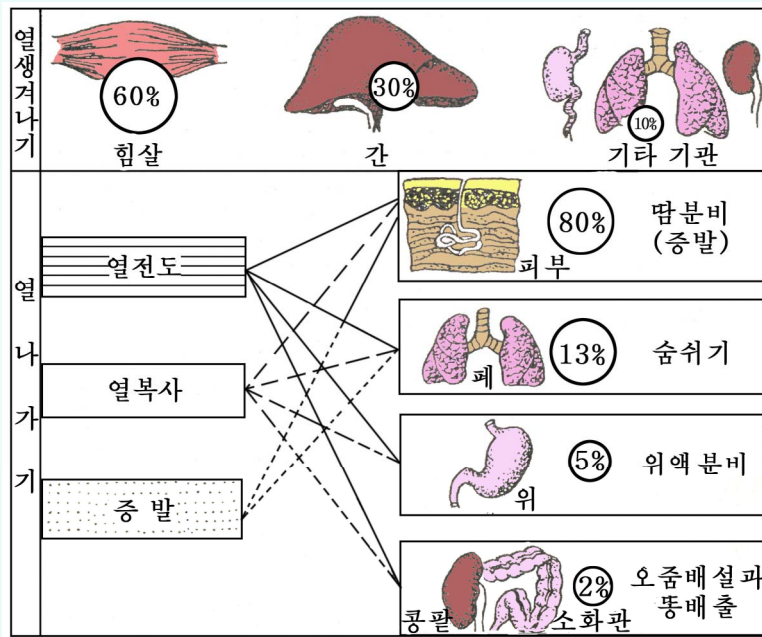 열생겨나기
60%
힘살
30%
간
10%
기타 기관
열나가기
열전도
열복사
증 발
피부
80%
땀분비
(증발)
페
13%
숨쉬기
위
5%
위액분비
콩팥
소화관
2%
오줌배설과
똥배출